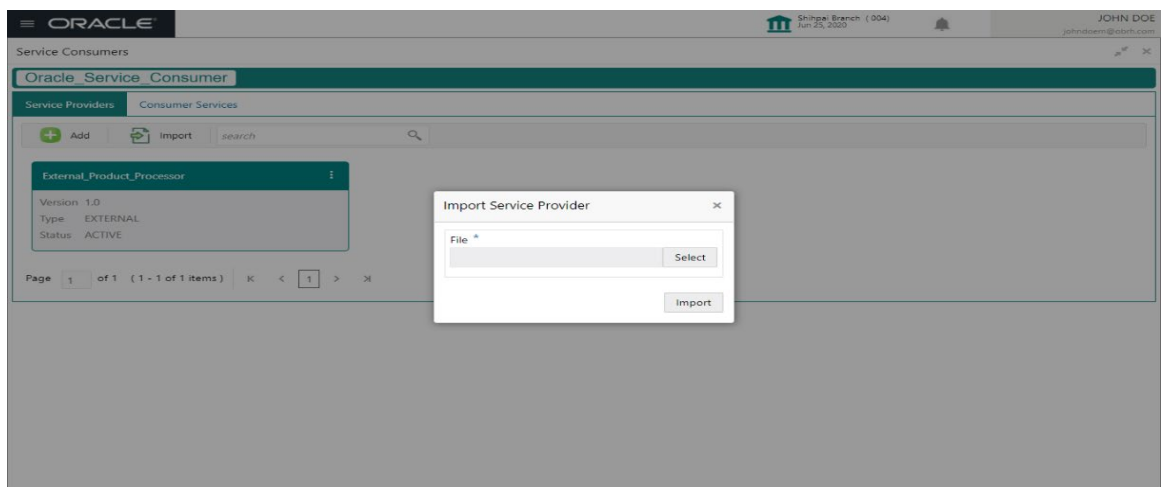 ORACLE
Shihpai Branch ( 004)
Jun 25, 2020
JOHN DOE
Service Consumers
Oracle_Service_Consumer
Service Providers Consumer Services
Add Import search
External_Product_Processor
Version 1.0
Type EXTERNAL
Status ACTIVE
Page 1 of 1 ( 1 - 1 of 1 items ) K < 1 > >|
Import Service Provider ×
File *
Select
Import